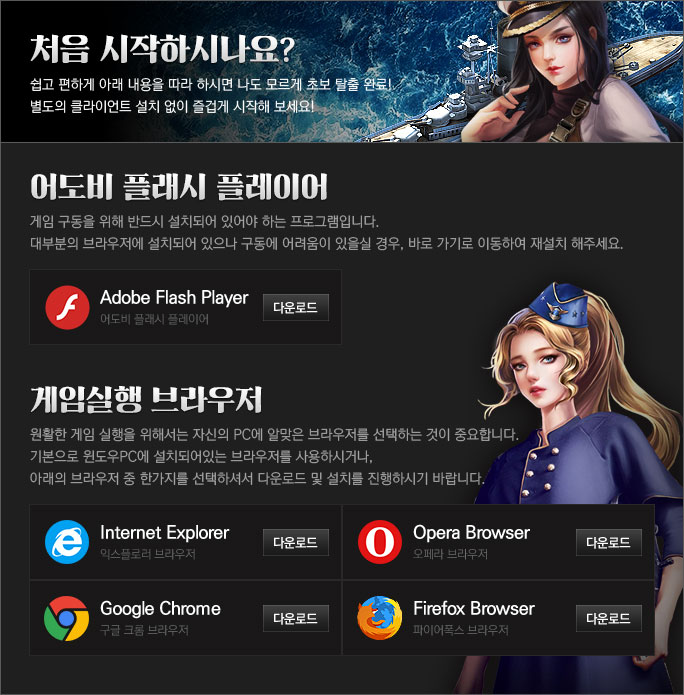 처음 시작하시나요?
쉽고 편하게 아래 내용을 따라 하시면 나도 모르게 초보 탈출 완료!
별도의 클라이언트 설치 없이 즐겁게 시작해 보세요!
어도비 플래시 플레이어
게임 구동을 위해 반드시 설치되어 있어야 하는 프로그램입니다.
대부분의 브라우저에 설치되어 있으나 구동에 어려움이 있을실 경우, 바로 가기로 이동하여 재설치 해주세요.
Adobe Flash Player
어도비 플래시 플레이어
다운로드
게임실행 브라우저
원활한 게임 실행을 위해서는 자신의 PC에 알맞은 브라우저를 선택하는 것이 중요합니다.
기본으로 윈도우PC에 설치되어있는 브라우저를 사용하시거나,
아래의 브라우저 중 한가지를 선택하셔서 다운로드 및 설치를 진행하시기 바랍니다.
Internet Explorer
익스플로러 브라우저
다운로드
Opera Browser
오페라 브라우저
다운로드
Google Chrome
구글 크롬 브라우저
다운로드
Firefox Browser
파이어폭스 브라우저
다운로드